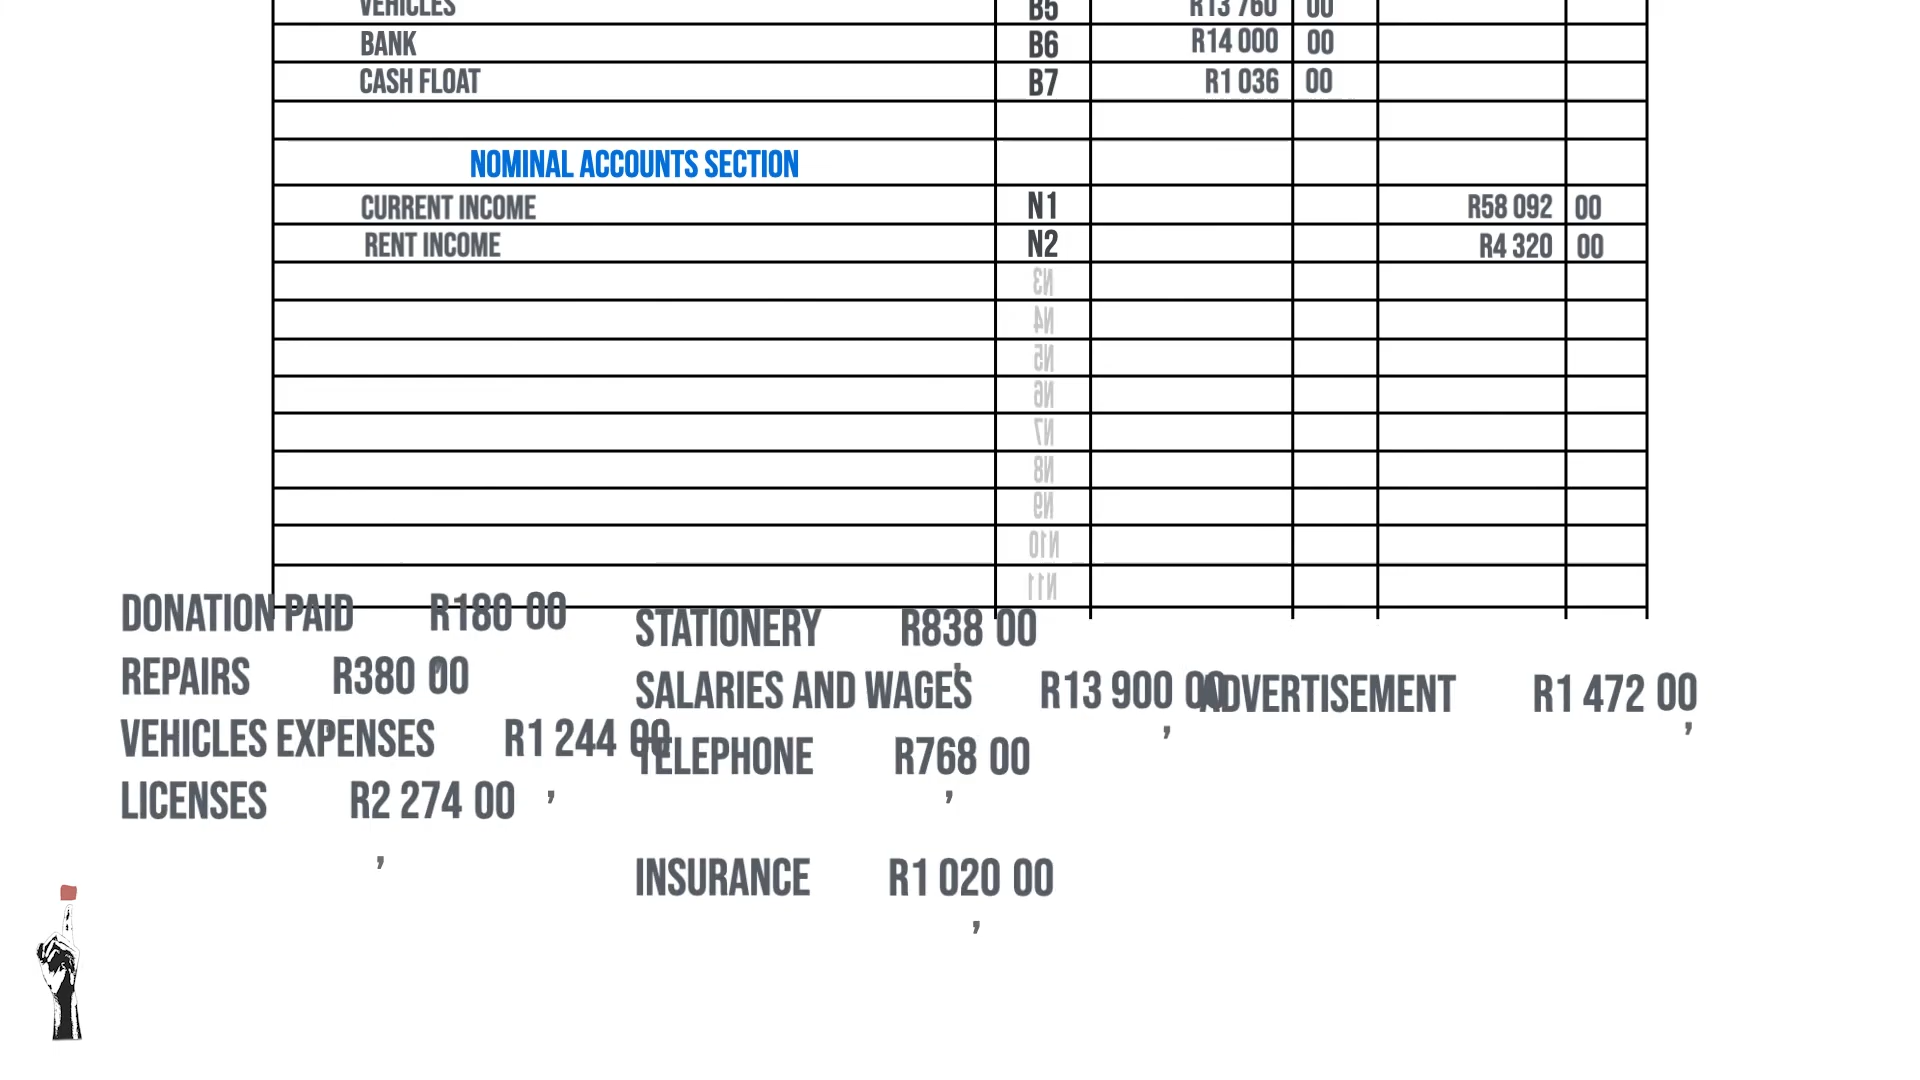 VEHICLES B5 R13 760 00
BANK B6 R14 000 00
CASH FLOAT B7 R1 036 00
NOMINAL ACCOUNTS SECTION
CURRENT INCOME N1 R58 092 00
RENT INCOME N2 R4 320 00
N3
N4
N5
N6
N7
N8
N9
N10
N11
DONATION PAID R180 00
REPAIRS R380 00
VEHICLES EXPENSES R1 244 00
LICENSES R2 274 00
,
STATIONERY R838 00
SALARIES AND WAGES R13 900 00
TELEPHONE R768 00
,
INSURANCE R1 020 00
,
ADVERTISEMENT R1 472 00
,